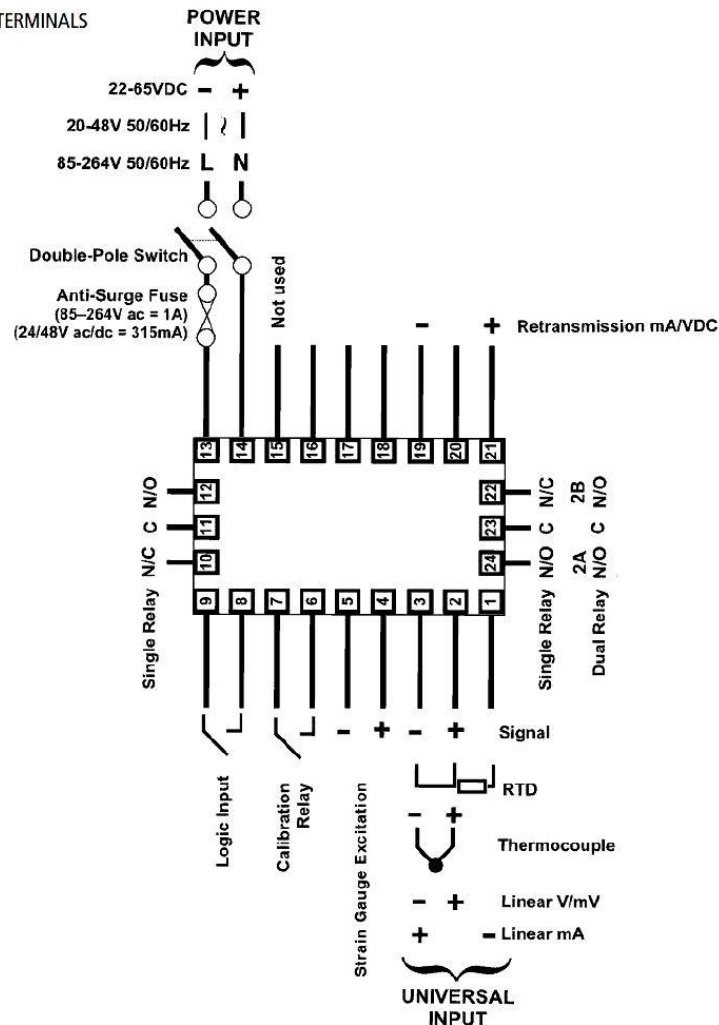 TERMINALS
POWER
INPUT
22-65VDC - +
20-48V 50/60Hz | ~ |
85-264V 50/60Hz L N
Double-Pole Switch
Anti-Surge Fuse
(85–264V ac = 1A)
(24/48V ac/dc = 315mA)
Not used
- + Retransmission mA/VDC
13 14 15 16 17 18 19 20 21
N/O 12
C 11
N/C 10
22 N/C 2B N/O
23 C C
24 N/O 2A N/O
9 8 7 6 5 4 3 2 1
Single Relay
Single Relay
Dual Relay
- + - + Signal
Logic Input
Calibration
Relay
Strain Gauge Excitation
RTD
- +
Thermocouple
- + Linear V/mV
+ - Linear mA
UNIVERSAL
INPUT